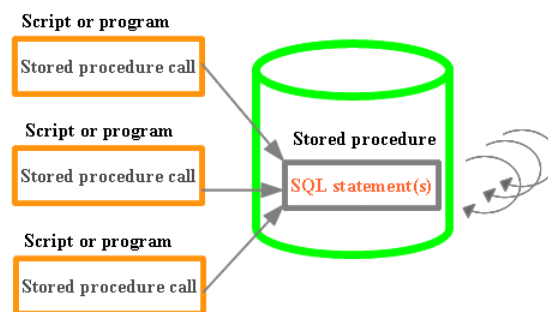 Script or program
Stored procedure call
Script or program
Stored procedure call
Script or program
Stored procedure call
Stored procedure
SQL statement(s)